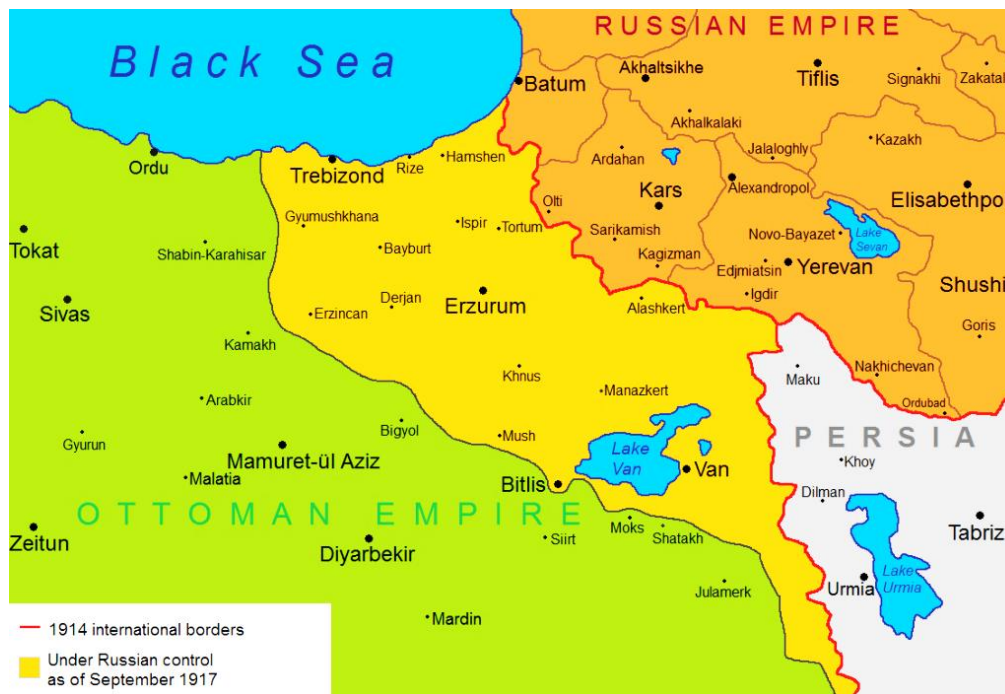 RUSSIAN EMPIRE
Black Sea
Batum
Akhaltsikhe
Tiflis
Signakhi
Zakatal
Akhalkalaki
Kazakh
Ordu
Trebizond
Rize
Hamshen
Ardahan
Jalaloghly
Kars
Alexandropol
Elisabethpo
Gyumushkhana
Ispir
Tortum
Olti
Tokat
Shabin-Karahisar
Bayburt
Sarikamish
Novo-Bayazet
Lake
Sevan
Kagizman
Edjmiatsin
Yerevan
Shushi
Sivas
Erzincan
Derjan
Erzurum
Alashkert
Igdir
Goris
Kamakh
Khnus
Manazkert
Maku
Nakhichevan
Arabkir
Ordubad
Gyurun
Bigyol
Mush
PERSIA
Mamuret-ül Aziz
Lake
Van
Van
Khoy
Malatia
Bitlis
Dilman
OTTOMAN EMPIRE
Zeitun
Diyarbekir
Siirt
Moks
Shatakh
Tabriz
Julamerk
Urmia
Lake
Urmia
Mardin
1914 international borders
Under Russian control
as of September 1917